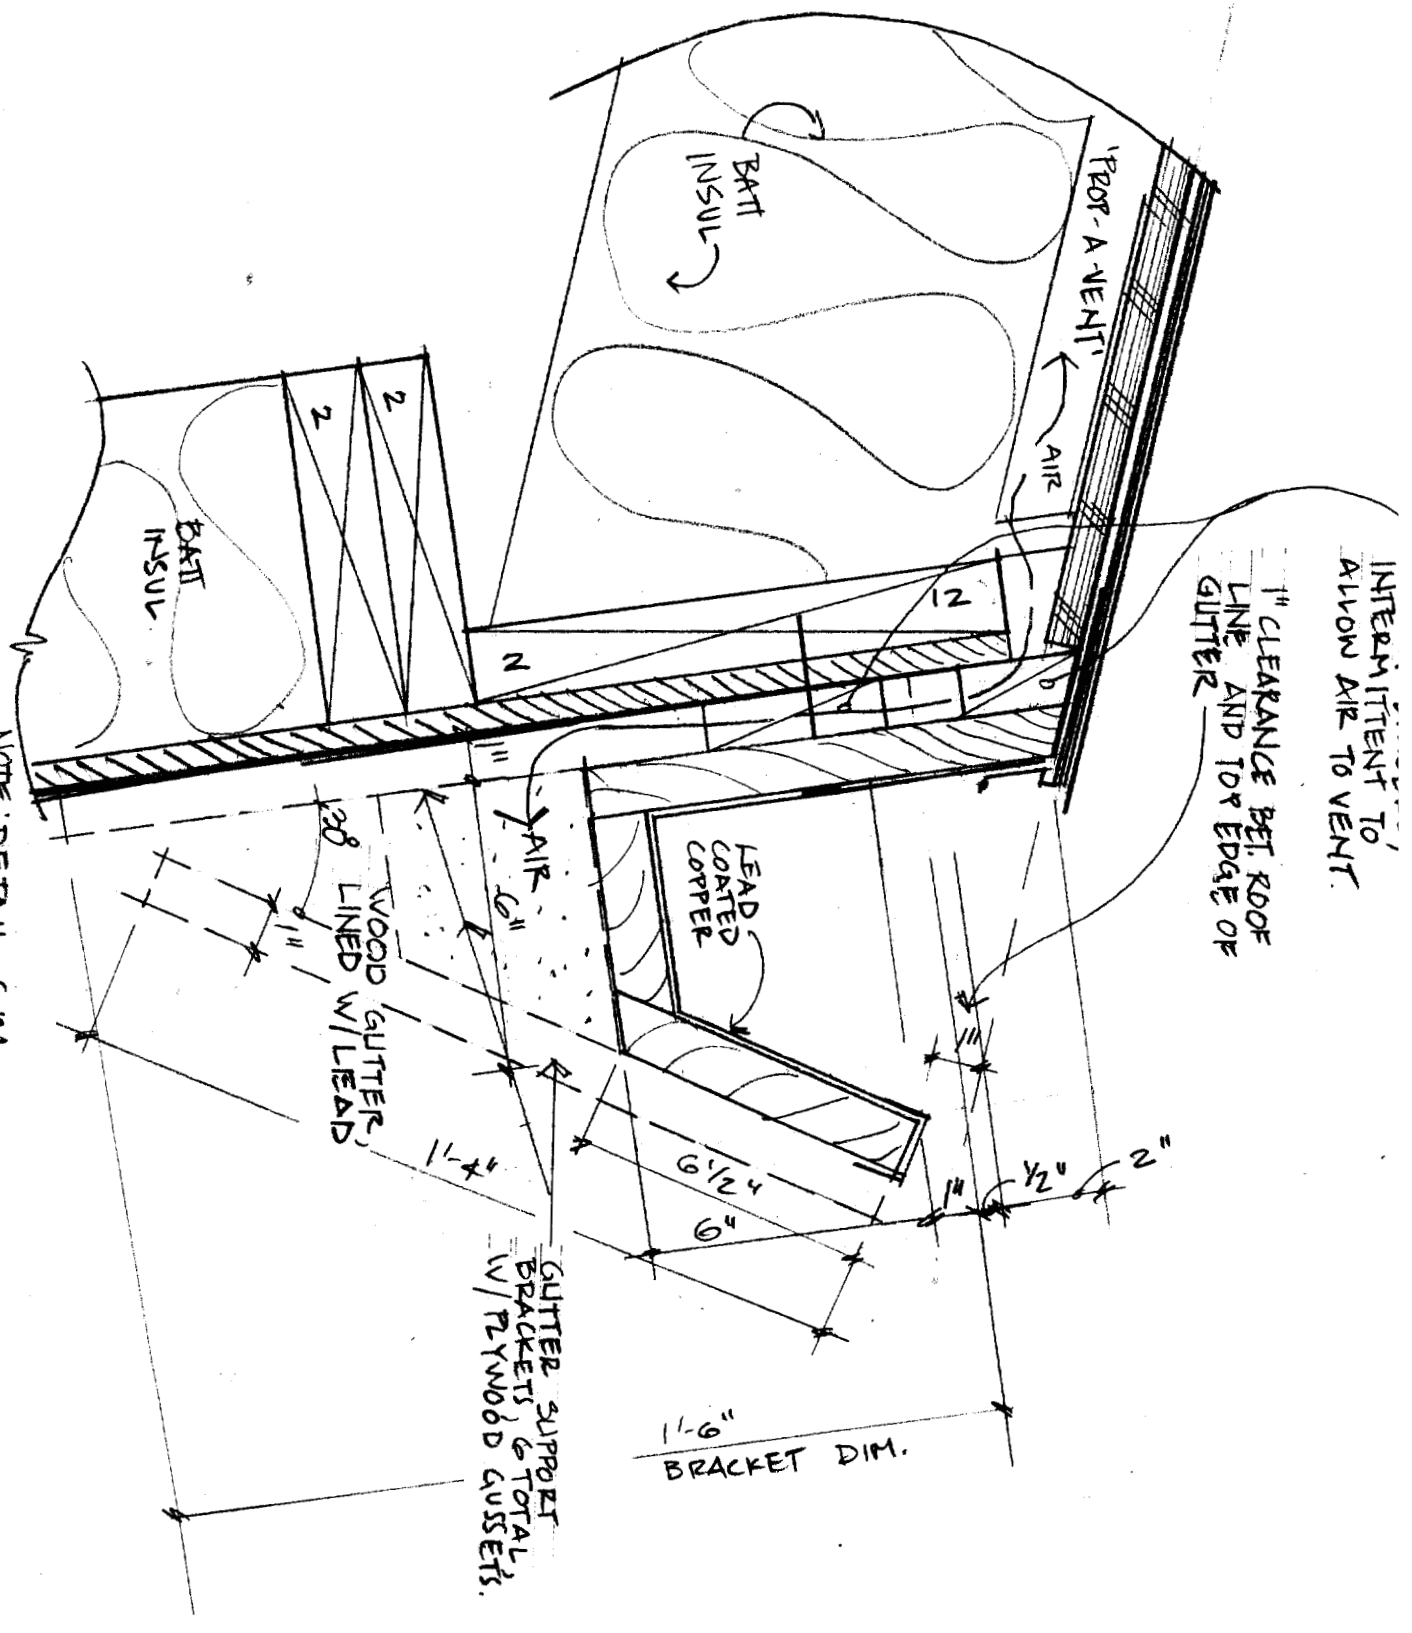 INTERMITTENT TO
ALLOW AIR TO VENT.
1" CLEARANCE BET. ROOF
LINE AND TOP EDGE OF
GUTTER
'PROP-A-VENT'
AIR
BATT
INSUL
12
2
2
2
BATT
INSUL.
1"
AIR
6"
30°
1"
LEAD
COATED
COPPER
WOOD GUTTER,
LINED W/LEAD
1"
2"
1/2"
1"
6"
6 1/2"
1'-4"
GUTTER SUPPORT
BRACKETS, 6 TOTAL
W/PLYWOOD GUSSETS.
1'-6"
BRACKET DIM.